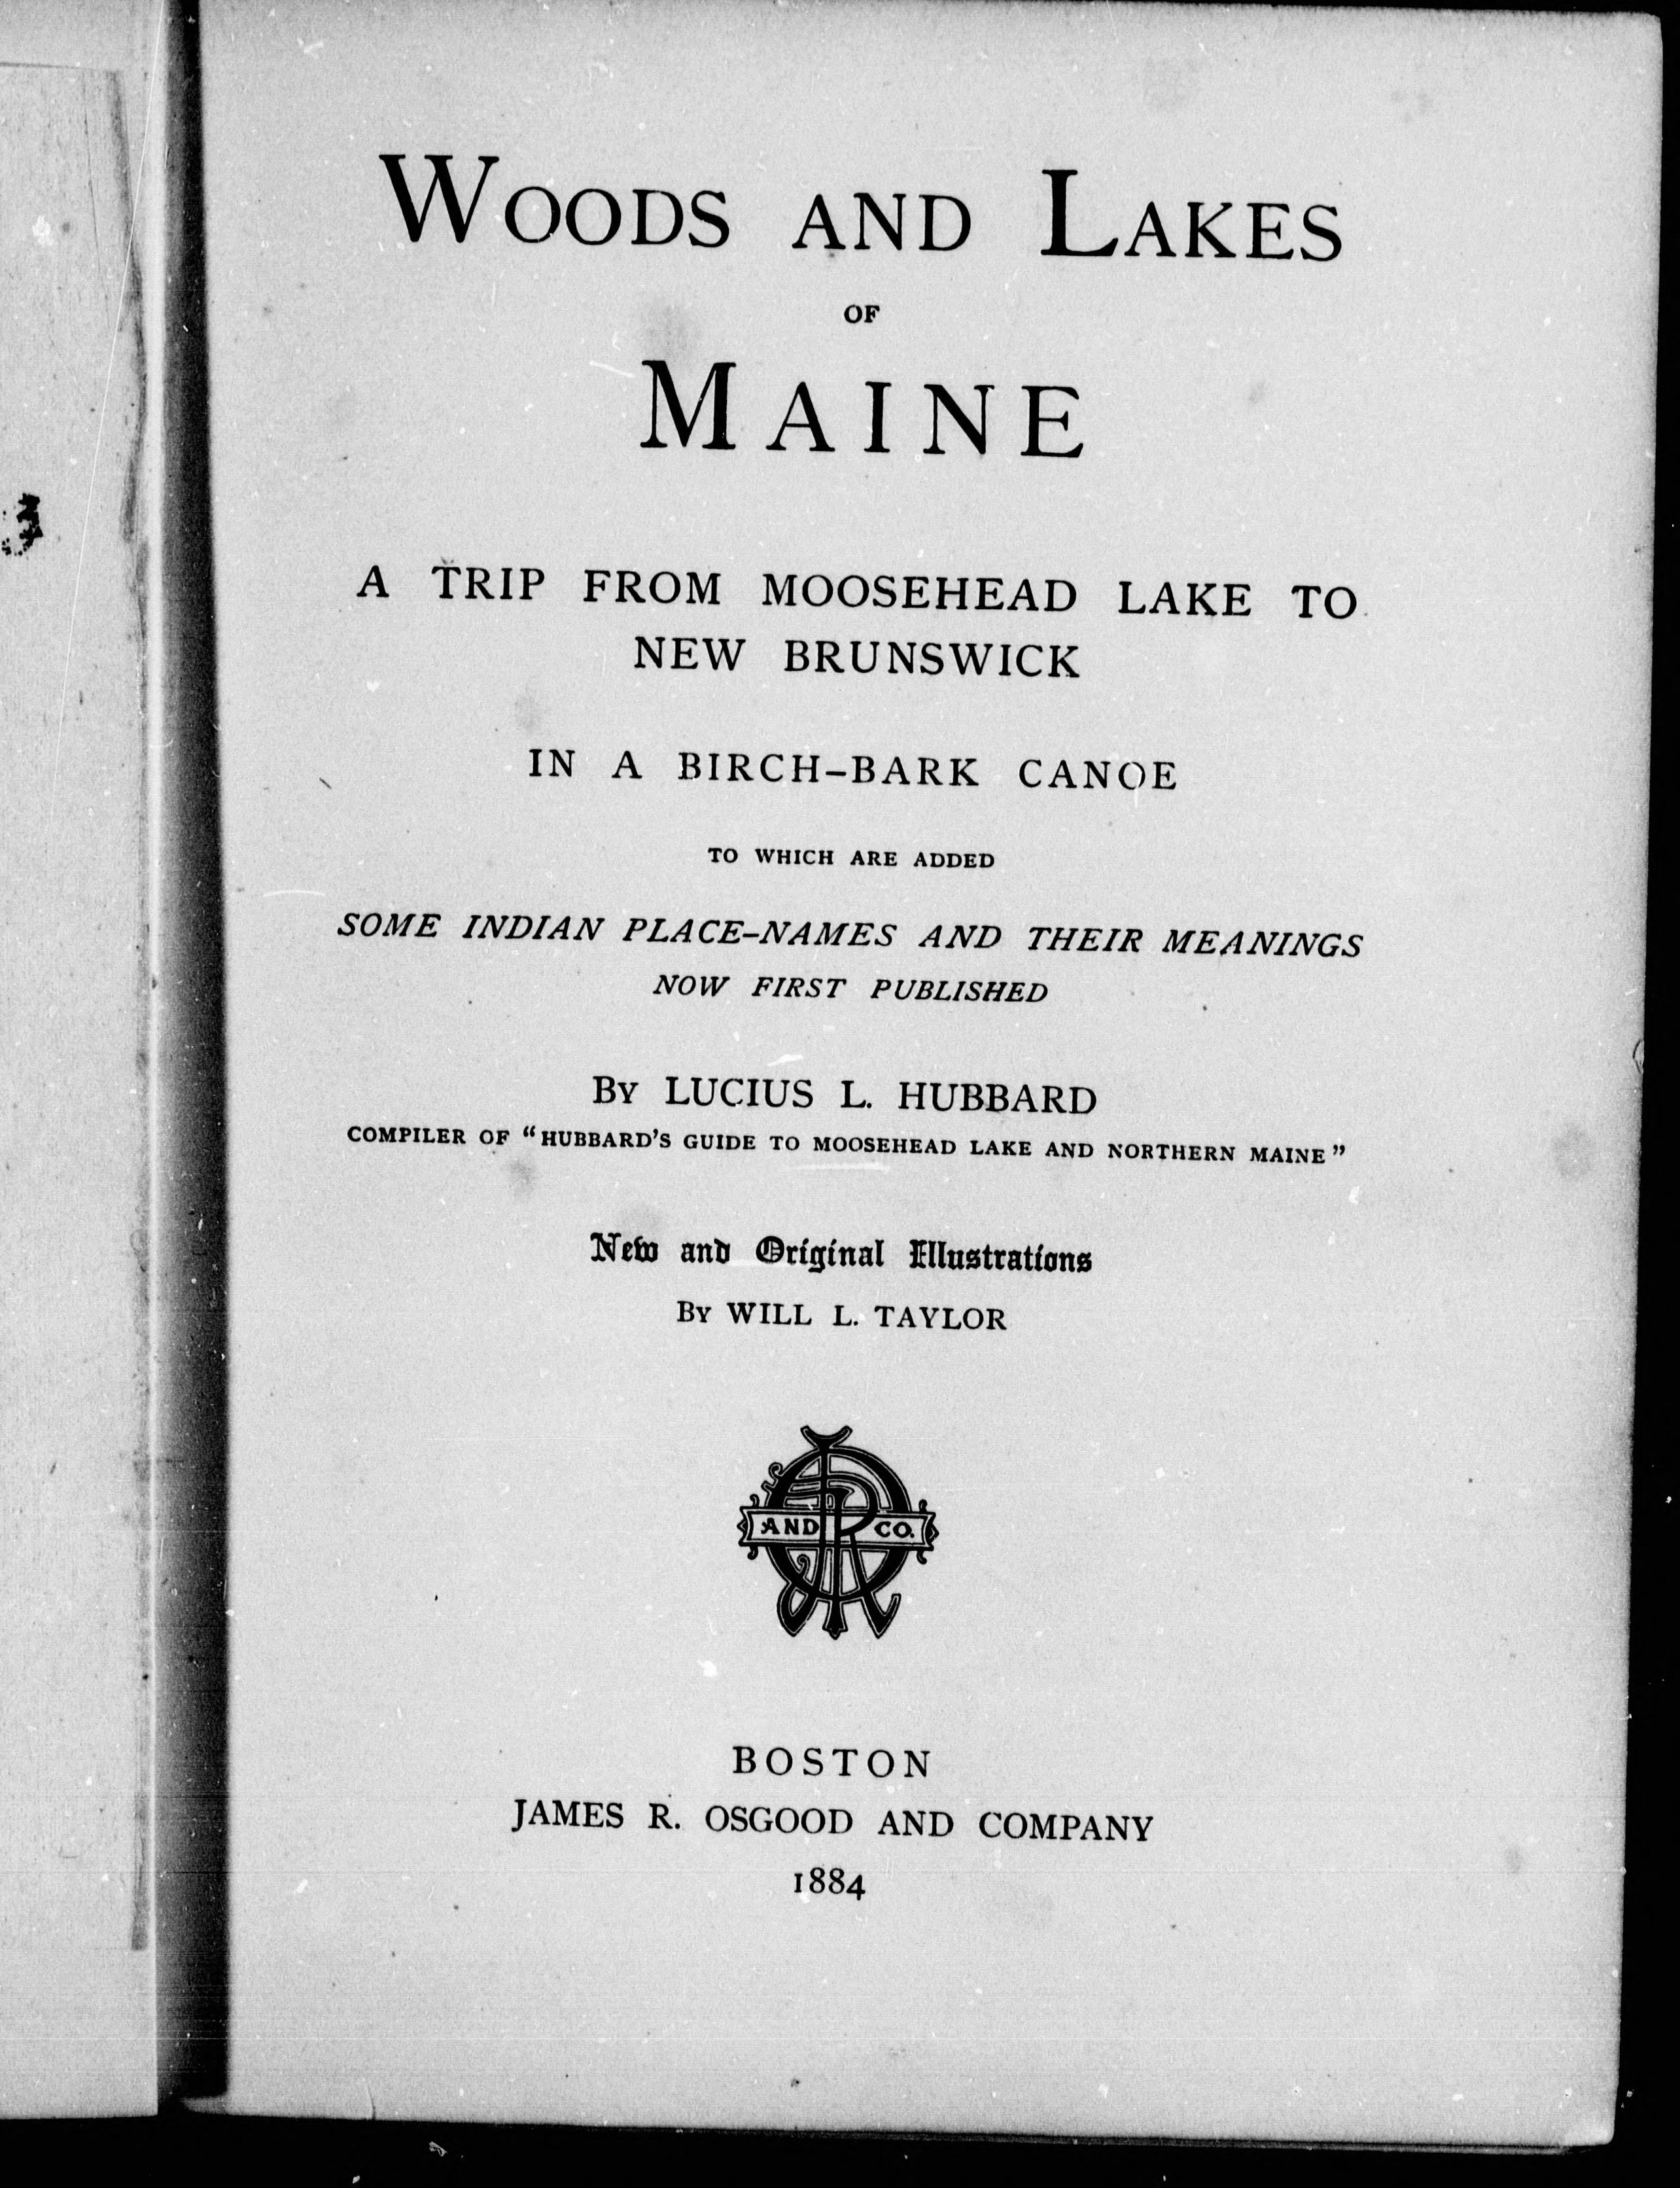 WOODS AND LAKES
OF
MAINE
A TRIP FROM MOOSEHEAD LAKE TO
NEW BRUNSWICK
IN A BIRCH-BARK CANOE
TO WHICH ARE ADDED
SOME INDIAN PLACE-NAMES AND THEIR MEANINGS
NOW FIRST PUBLISHED
BY LUCIUS L. HUBBARD
COMPILER OF "HUBBARD'S GUIDE TO MOOSEHEAD LAKE AND NORTHERN MAINE"
New and Original Illustrations
BY WILL L. TAYLOR
AND CO.
BOSTON
JAMES R. OSGOOD AND COMPANY
1884